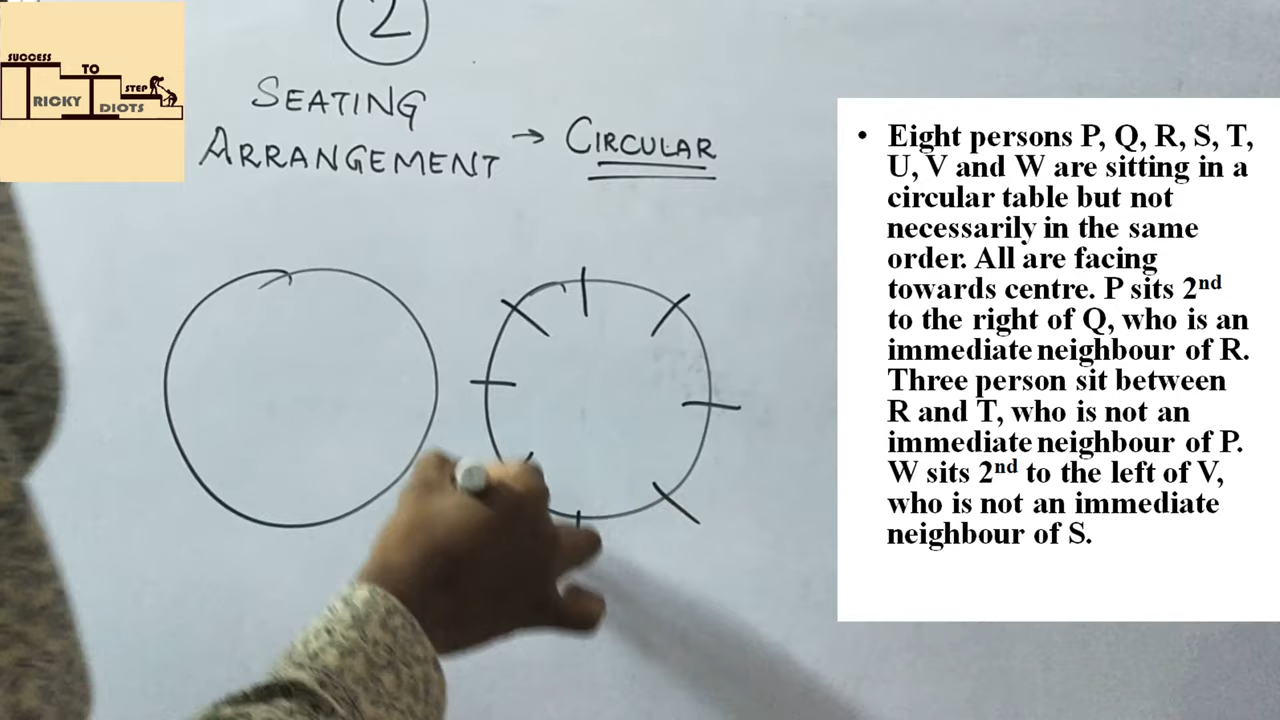 SUCCESS
TO
STEP
RICKY
DIOTS
2
SEATING
ARRANGEMENT → CIRCULAR
• Eight persons P, Q, R, S, T,
U, V and W are sitting in a
circular table but not
necessarily in the same
order. All are facing
towards centre. P sits 2nd
to the right of Q, who is an
immediate neighbour of R.
Three person sit between
R and T, who is not an
immediate neighbour of P.
W sits 2nd to the left of V,
who is not an immediate
neighbour of S.